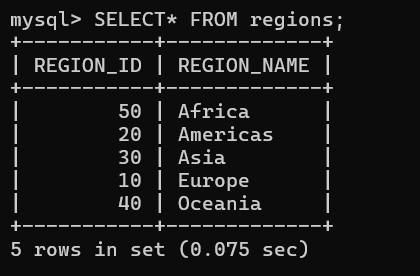 mysql> SELECT* FROM regions;
+-----------+-------------+
| REGION_ID | REGION_NAME |
+-----------+-------------+
|        50 | Africa      |
|        20 | Americas    |
|        30 | Asia        |
|        10 | Europe      |
|        40 | Oceania     |
+-----------+-------------+
5 rows in set (0.075 sec)